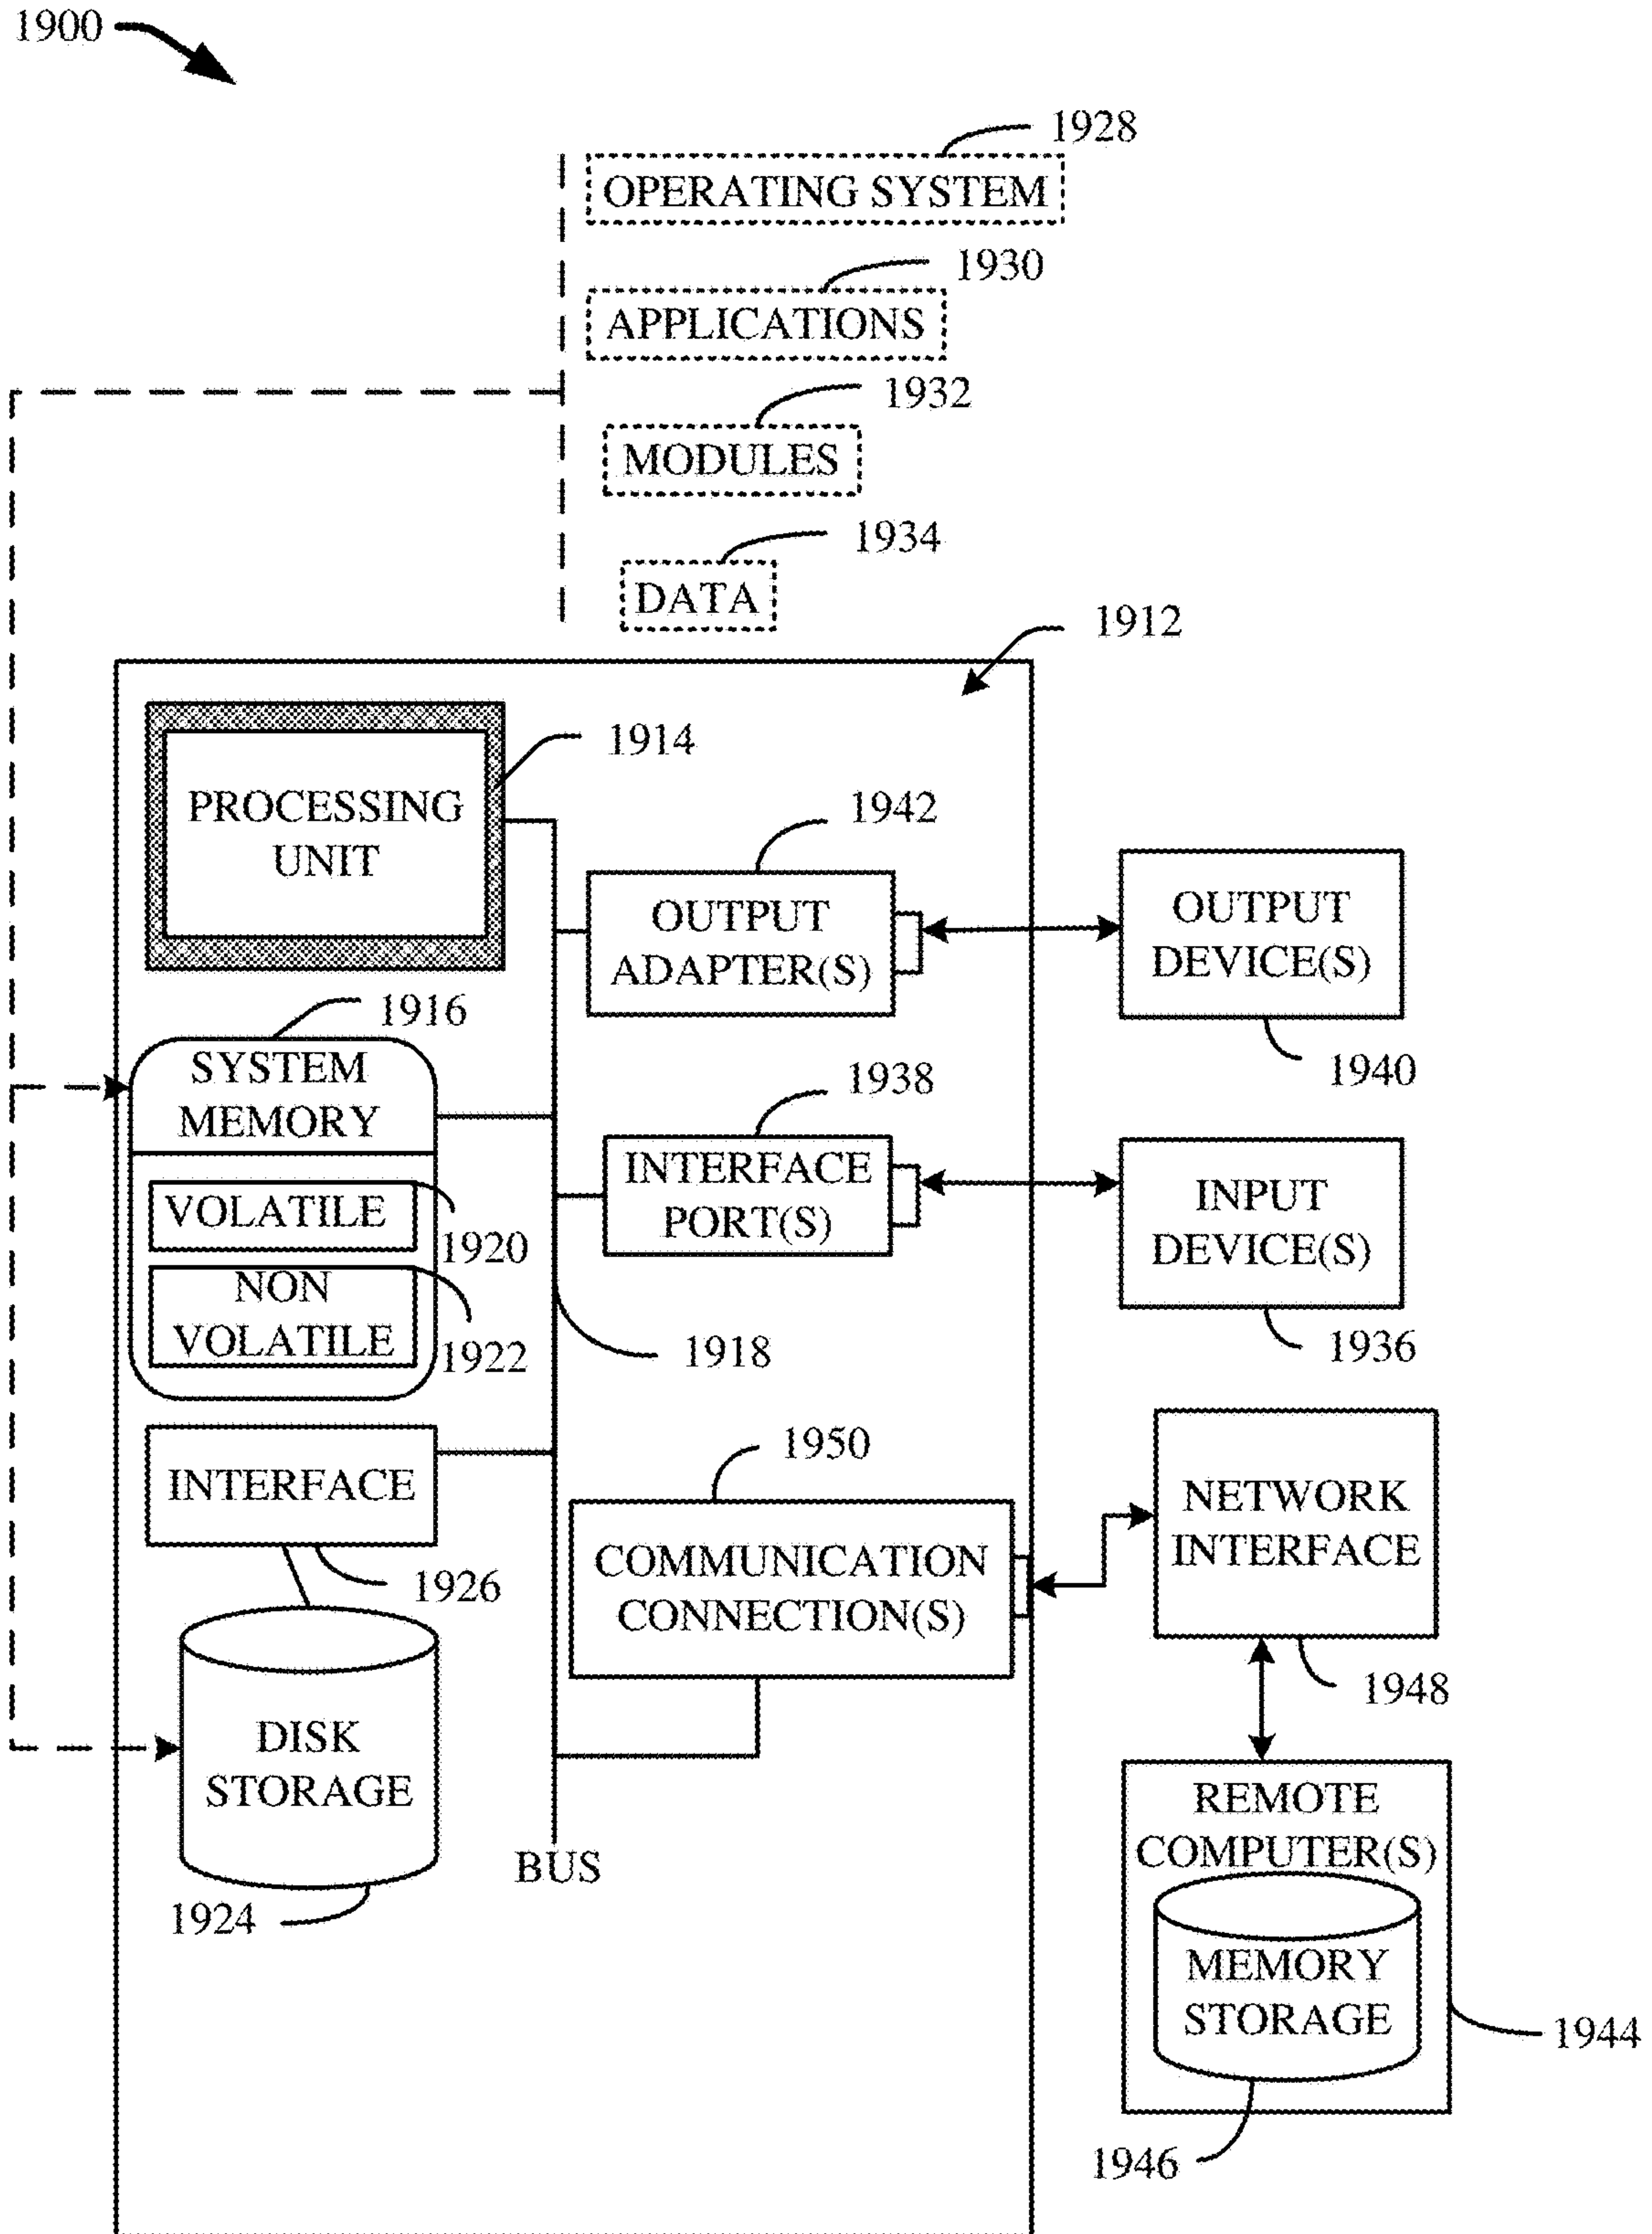 1900
1928
OPERATING SYSTEM
1930
APPLICATIONS
1932
MODULES
1934
DATA
1912
1914
PROCESSING
UNIT
1942
OUTPUT
ADAPTER(S)
OUTPUT
DEVICE(S)
1940
1916
SYSTEM
MEMORY
VOLATILE
1920
NON
VOLATILE
1922
1938
INTERFACE
PORT(S)
INPUT
DEVICE(S)
1936
1918
INTERFACE
1926
1950
COMMUNICATION
CONNECTION(S)
NETWORK
INTERFACE
1948
DISK
STORAGE
1924
BUS
REMOTE
COMPUTER(S)
MEMORY
STORAGE
1944
1946